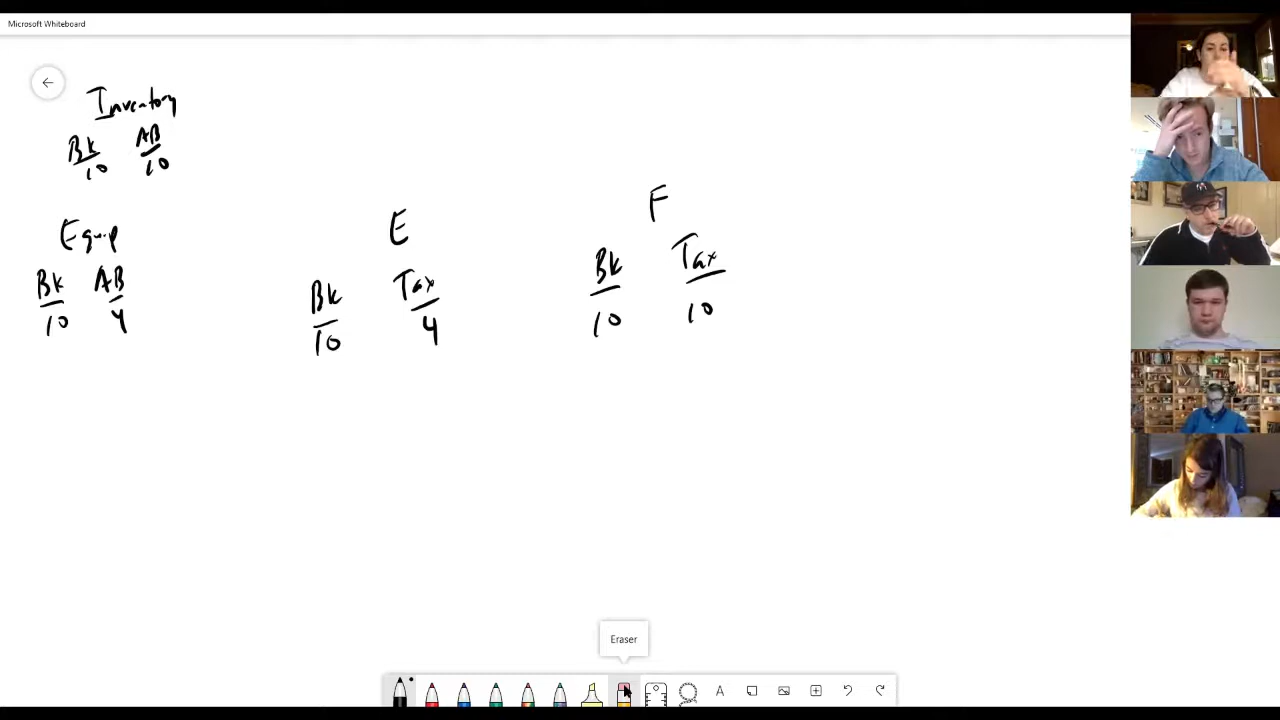 Microsoft Whiteboard
Inventory
Bk AB
10 10
Equip
Bk AB
10 4
E
Bk Tax
10 4
F
Bk Tax
10 10
Eraser
A